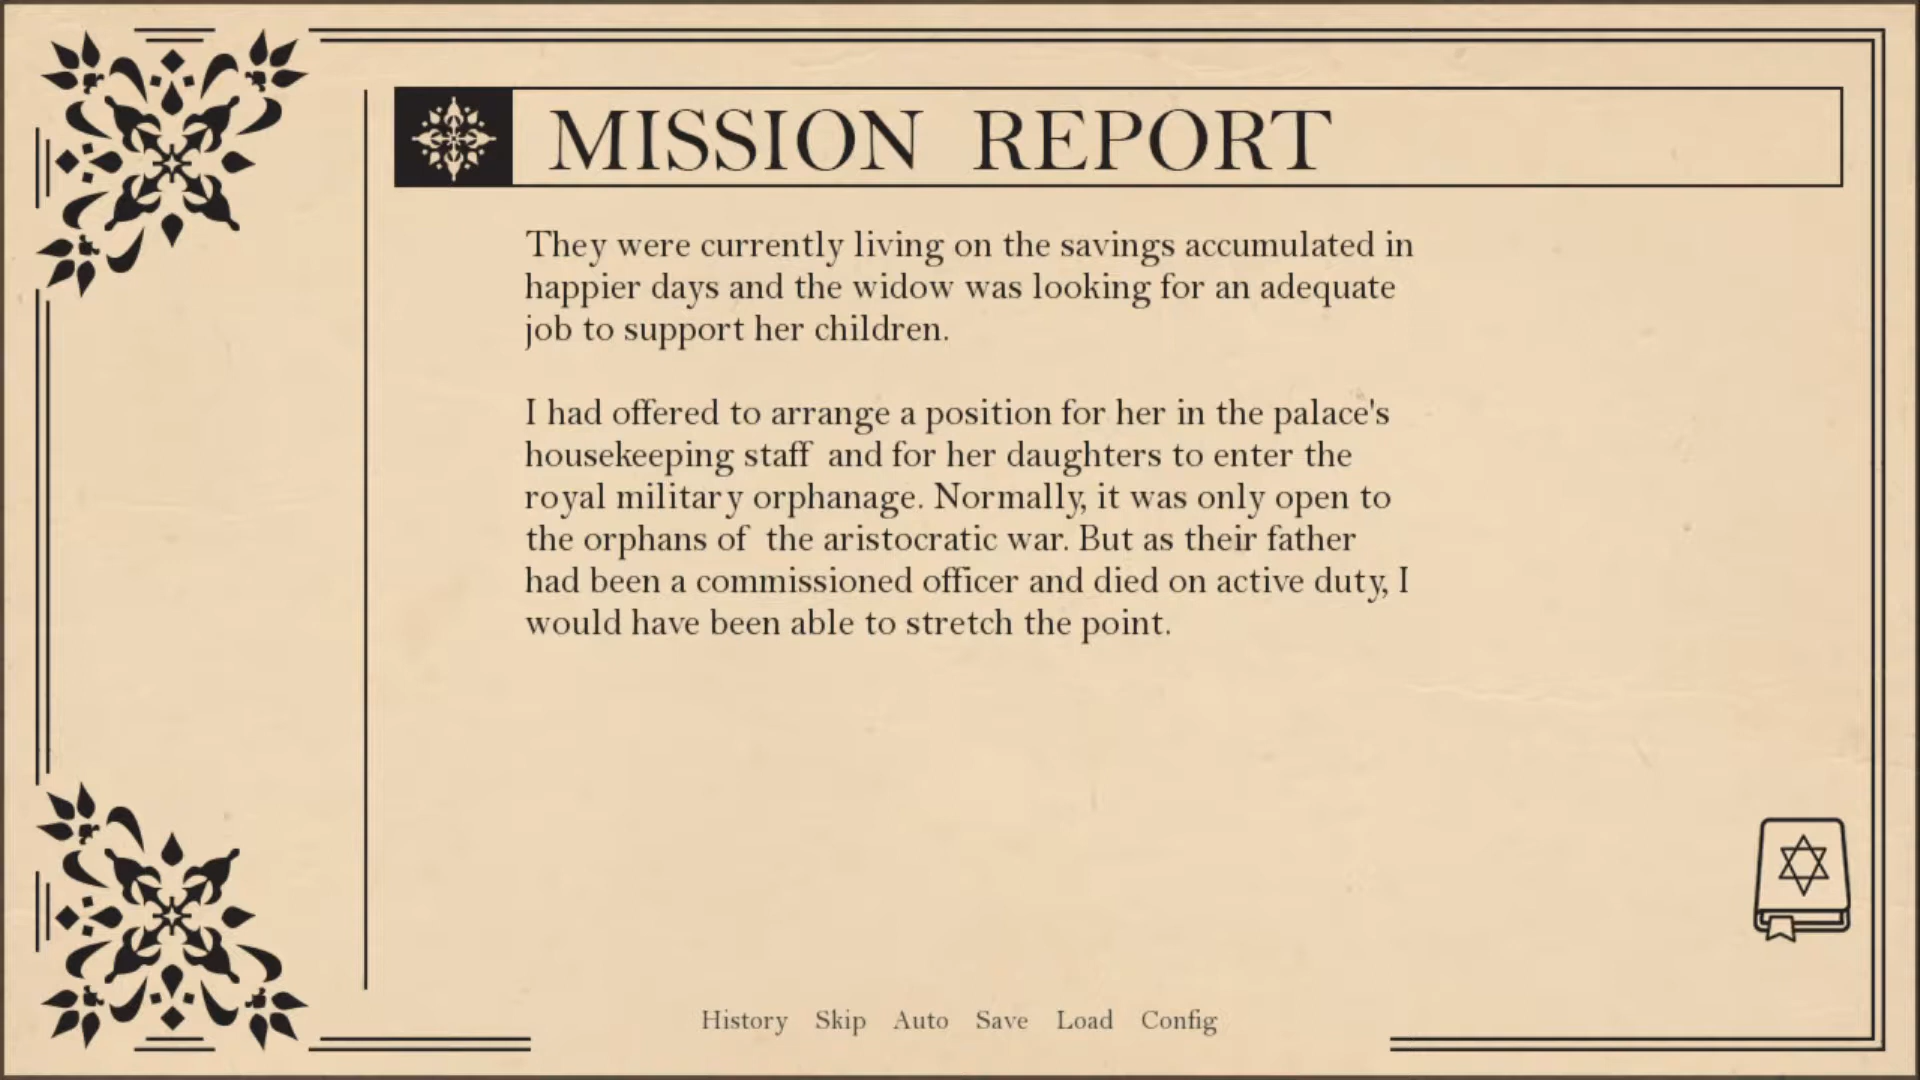 MISSION REPORT
They were currently living on the savings accumulated in
happier days and the widow was looking for an adequate
job to support her children.
I had offered to arrange a position for her in the palace's
housekeeping staff and for her daughters to enter the
royal military orphanage. Normally, it was only open to
the orphans of the aristocratic war. But as their father
had been a commissioned officer and died on active duty, I
would have been able to stretch the point.
History Skip Auto Save Load Config